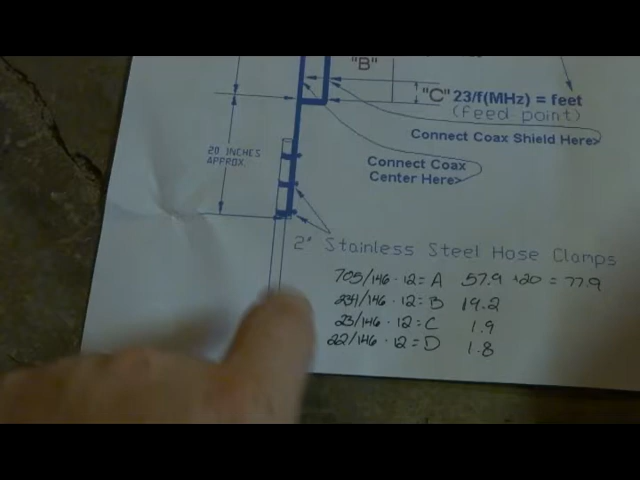 "B"
"C" 23/f(MHz) = feet
(feed point)
Connect Coax Shield Here>
20 INCHES
APPROX.
Connect Coax
Center Here>
2" Stainless Steel Hose Clamps
705/146 · 12 = A 57.9 +20 = 77.9
234/146 · 12 = B 19.2
23/146 · 12 = C 1.9
22/146 · 12 = D 1.8